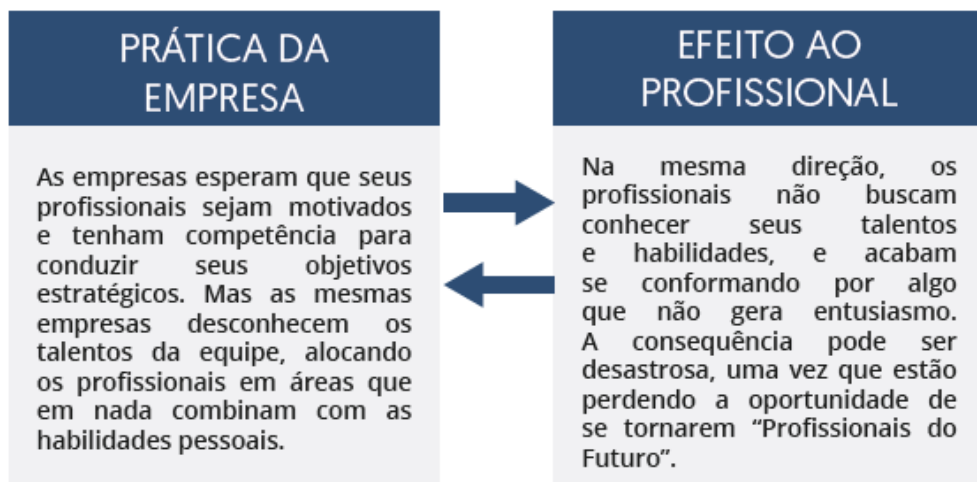 PRÁTICA DA
EMPRESA
As empresas esperam que seus
profissionais sejam motivados
e tenham competência para
conduzir seus objetivos
estratégicos. Mas as mesmas
empresas desconhecem os
talentos da equipe, alocando
os profissionais em áreas que
em nada combinam com as
habilidades pessoais.
EFEITO AO
PROFISSIONAL
Na mesma direção, os
profissionais não buscam
conhecer seus talentos
e habilidades, e acabam
se conformando por algo
que não gera entusiasmo.
A consequência pode ser
desastrosa, uma vez que estão
perdendo a oportunidade de
se tornarem “Profissionais do
Futuro”.